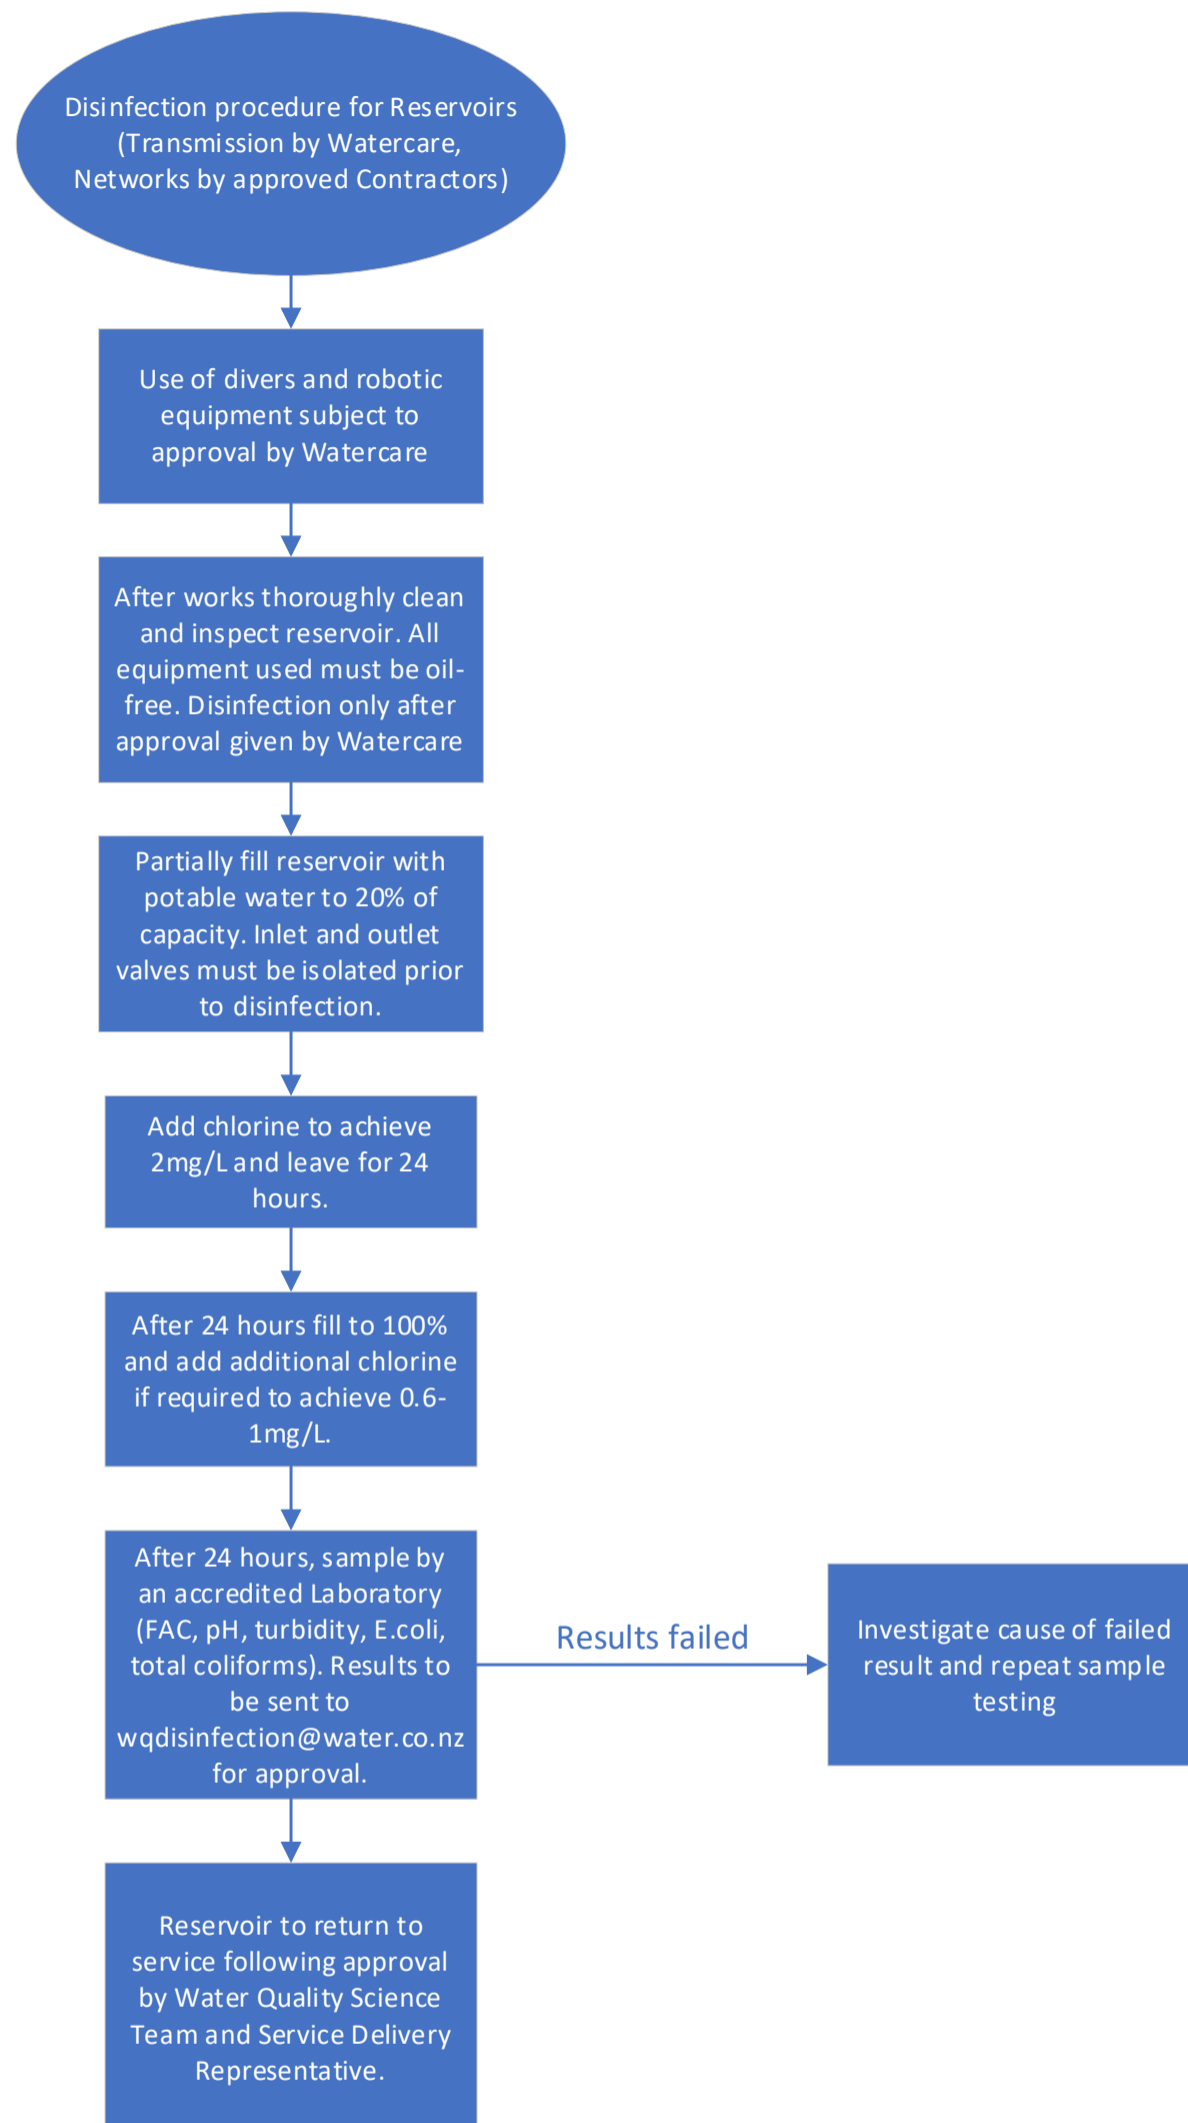 Disinfection procedure for Reservoirs
(Transmission by Watercare,
Networks by approved Contractors)
Use of divers and robotic
equipment subject to
approval by Watercare
After works thoroughly clean
and inspect reservoir. All
equipment used must be oil-
free. Disinfection only after
approval given by Watercare
Partially fill reservoir with
potable water to 20% of
capacity. Inlet and outlet
valves must be isolated prior
to disinfection.
Add chlorine to achieve
2mg/L and leave for 24
hours.
After 24 hours fill to 100%
and add additional chlorine
if required to achieve 0.6-
1mg/L.
After 24 hours, sample by
an accredited Laboratory
(FAC, pH, turbidity, E.coli,
total coliforms). Results to
be sent to
wqdisinfection@water.co.nz
for approval.
Results failed
Investigate cause of failed
result and repeat sample
testing
Reservoir to return to
service following approval
by Water Quality Science
Team and Service Delivery
Representative.